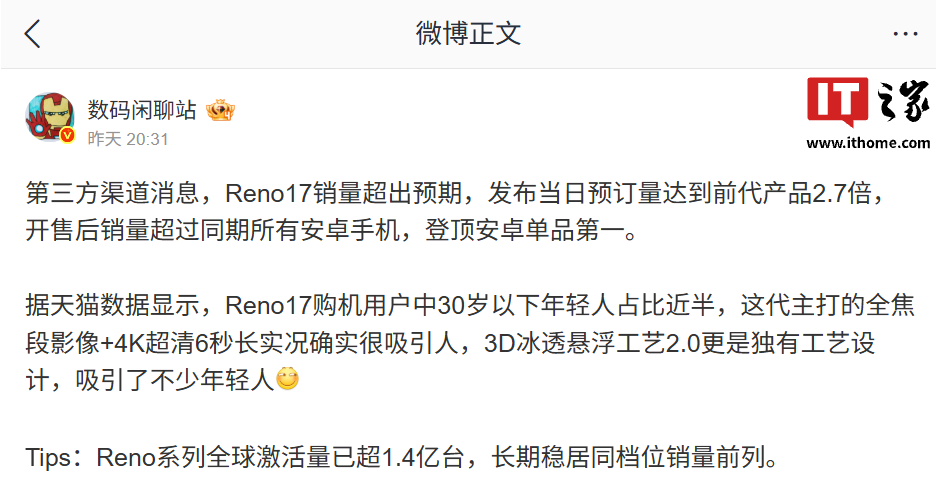 微博正文
数码闲聊站
昨天 20:31
IT之家
www.ithome.com
第三方渠道消息，Reno17销量超出预期，发布当日预订量达到前代产品2.7倍，
开售后销量超过同期所有安卓手机，登顶安卓单品第一。
据天猫数据显示，Reno17购机用户中30岁以下年轻人占比近半，这代主打的全焦
段影像+4K超清6秒长实况确实很吸引人，3D冰透悬浮工艺2.0更是独有工艺设
计，吸引了不少年轻人
Tips：Reno系列全球激活量已超1.4亿台，长期稳居同档位销量前列。